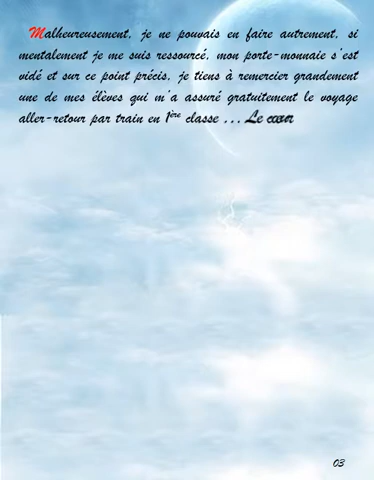 Malheureusement, je ne pouvais en faire autrement, si
mentalement je me suis ressourcé, mon porte-monnaie s'est
vidé et sur ce point précis, je tiens à remercier grandement
une de mes élèves qui m'a assuré gratuitement le voyage
aller-retour par train en 1ère classe ... Le cœur
03